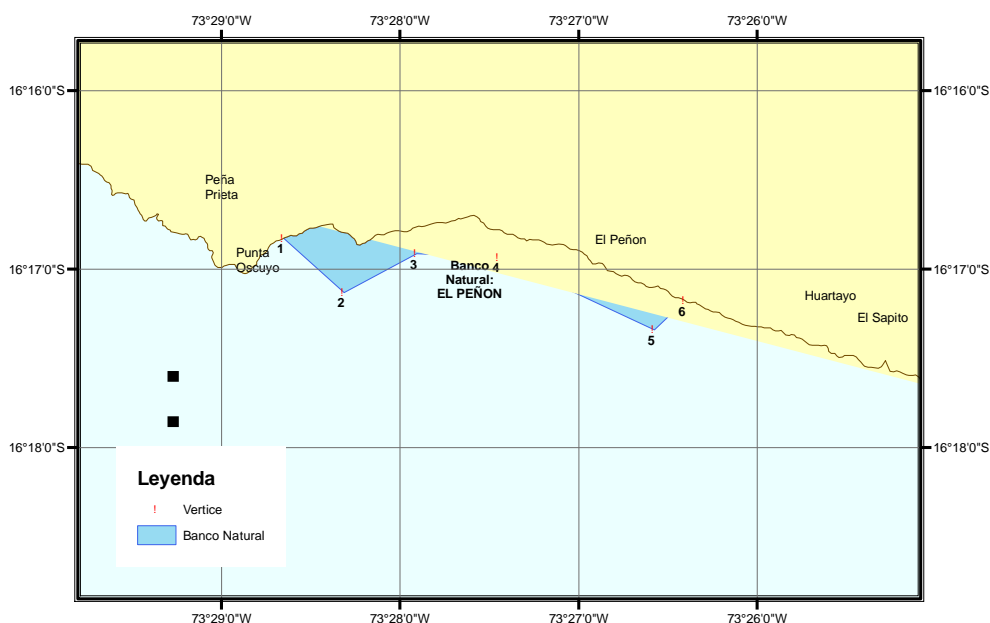 73°29'0"W 73°28'0"W 73°27'0"W 73°26'0"W
16°16'0"S 16°16'0"S
Peña
Prieta
El Peñon
1
Punta
Oscuyo
3
4
Banco
Natural:
EL PEÑON
16°17'0"S 16°17'0"S
2
6
5
Huartayo
El Sapito
16°18'0"S 16°18'0"S
Leyenda
! Vertice
Banco Natural
73°29'0"W 73°28'0"W 73°27'0"W 73°26'0"W